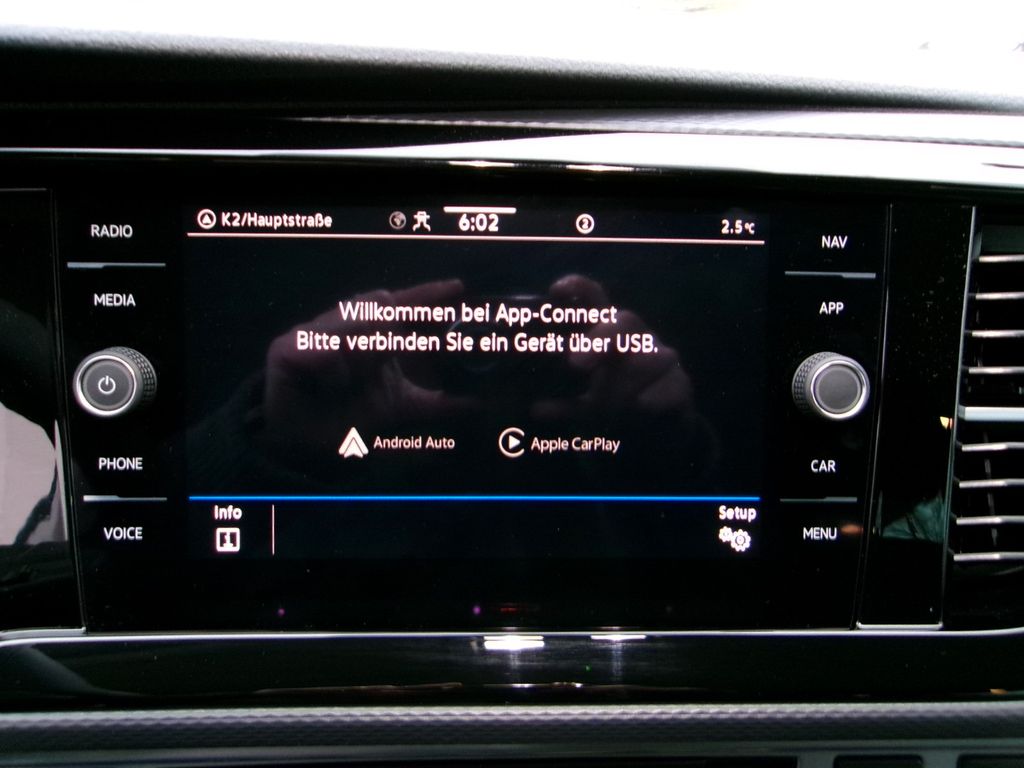 K2/Hauptstraße 6:02 2 2.5°C
RADIO
MEDIA
PHONE
VOICE
Willkommen bei App-Connect
Bitte verbinden Sie ein Gerät über USB.
Android Auto Apple CarPlay
Info
Setup
NAV
APP
CAR
MENU